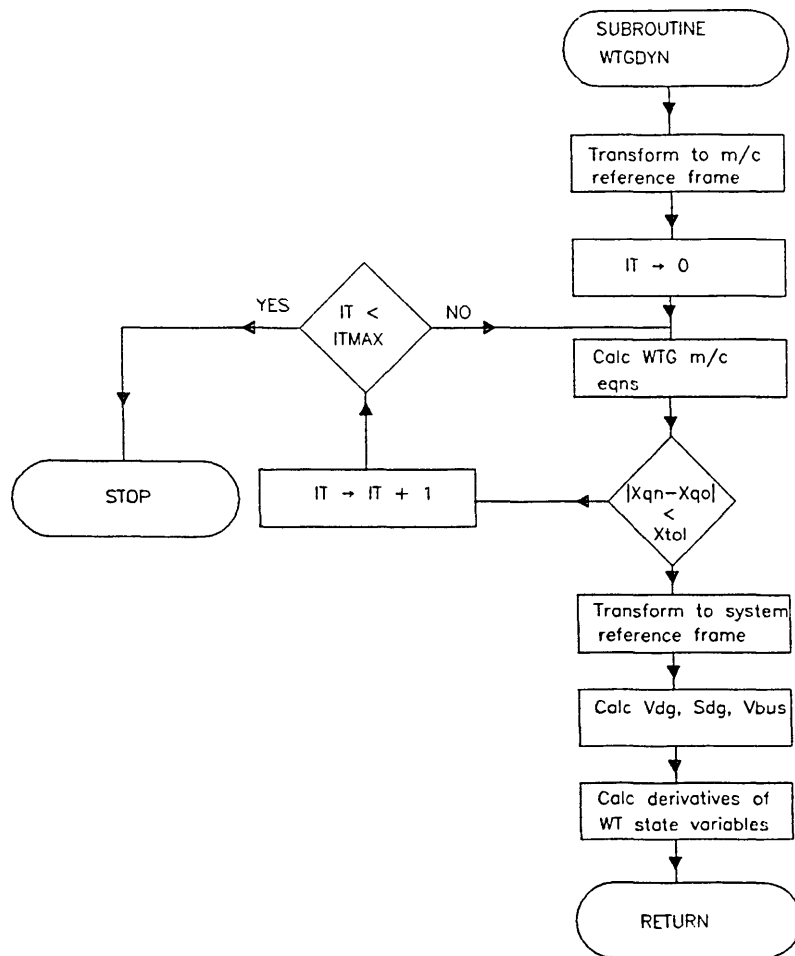 SUBROUTINE
WTGDYN
Transform to m/c
reference frame
IT → 0
YES
IT <
ITMAX
NO
Calc WTG m/c
eqns
STOP
IT → IT + 1
|Xqn-Xqo|
<
Xtol
Transform to system
reference frame
Calc Vdg, Sdg, Vbus
Calc derivatives of
WT state variables
RETURN